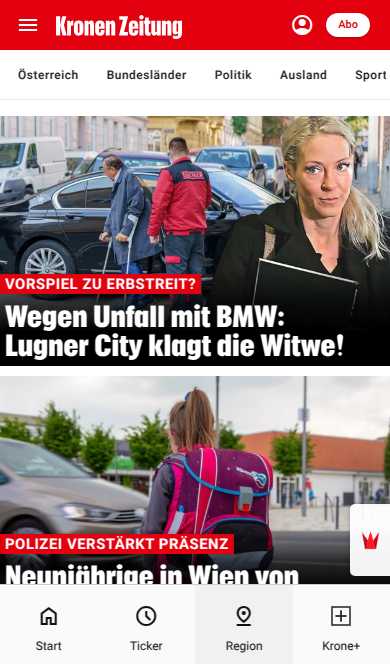 Kronen Zeitung
Abo
Österreich Bundesländer Politik Ausland Sport
VORSPIEL ZU ERBSTREIT?
Wegen Unfall mit BMW:
Lugner City klagt die Witwe!
POLIZEI VERSTÄRKT PRÄSENZ
Neunjährige in Wien von
Start Ticker Region Krone+